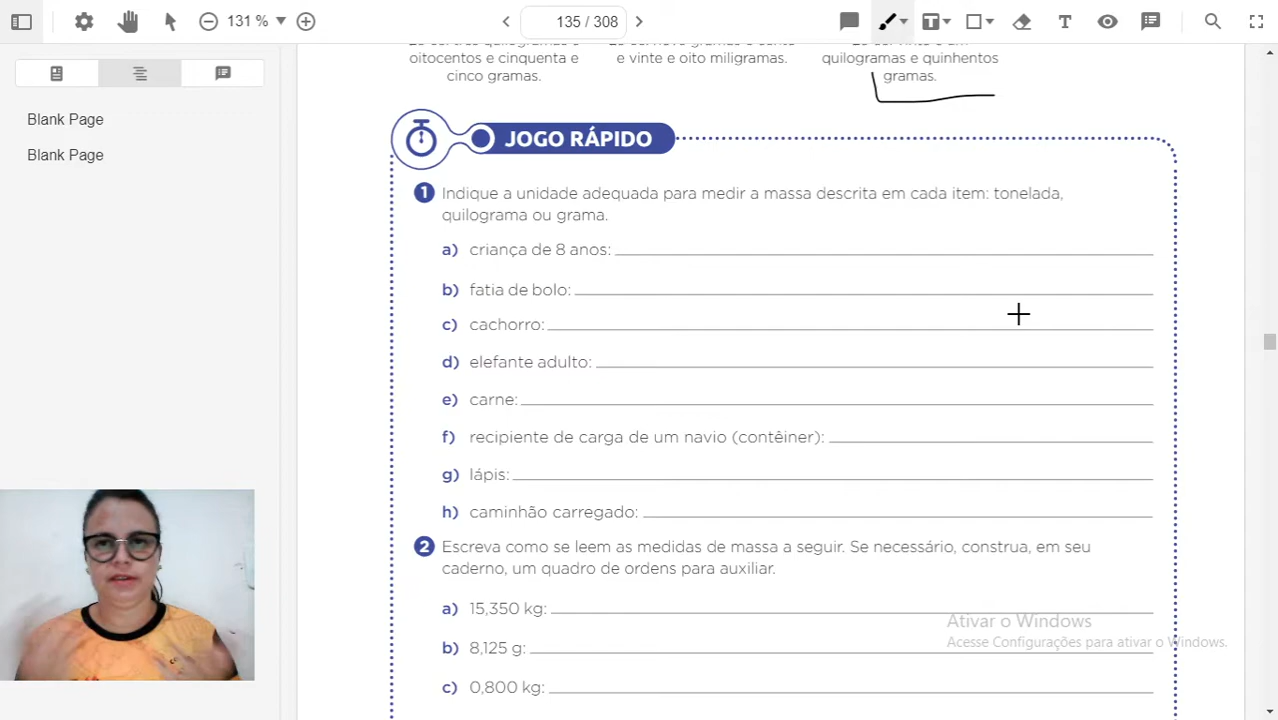 131 %
135 / 308
Blank Page
Blank Page
oitocentos e cinquenta e
cinco gramas.
e vinte e oito miligramas.
quilogramas e quinhentos
gramas.
JOGO RÁPIDO
1 Indique a unidade adequada para medir a massa descrita em cada item: tonelada,
quilograma ou grama.
a) criança de 8 anos:
b) fatia de bolo:
c) cachorro:
d) elefante adulto:
e) carne:
f) recipiente de carga de um navio (contêiner):
g) lápis:
h) caminhão carregado:
2 Escreva como se leem as medidas de massa a seguir. Se necessário, construa, em seu
caderno, um quadro de ordens para auxiliar.
a) 15,350 kg:
b) 8,125 g:
c) 0,800 kg:
Ativar o Windows
Acesse Configurações para ativar o Windows.